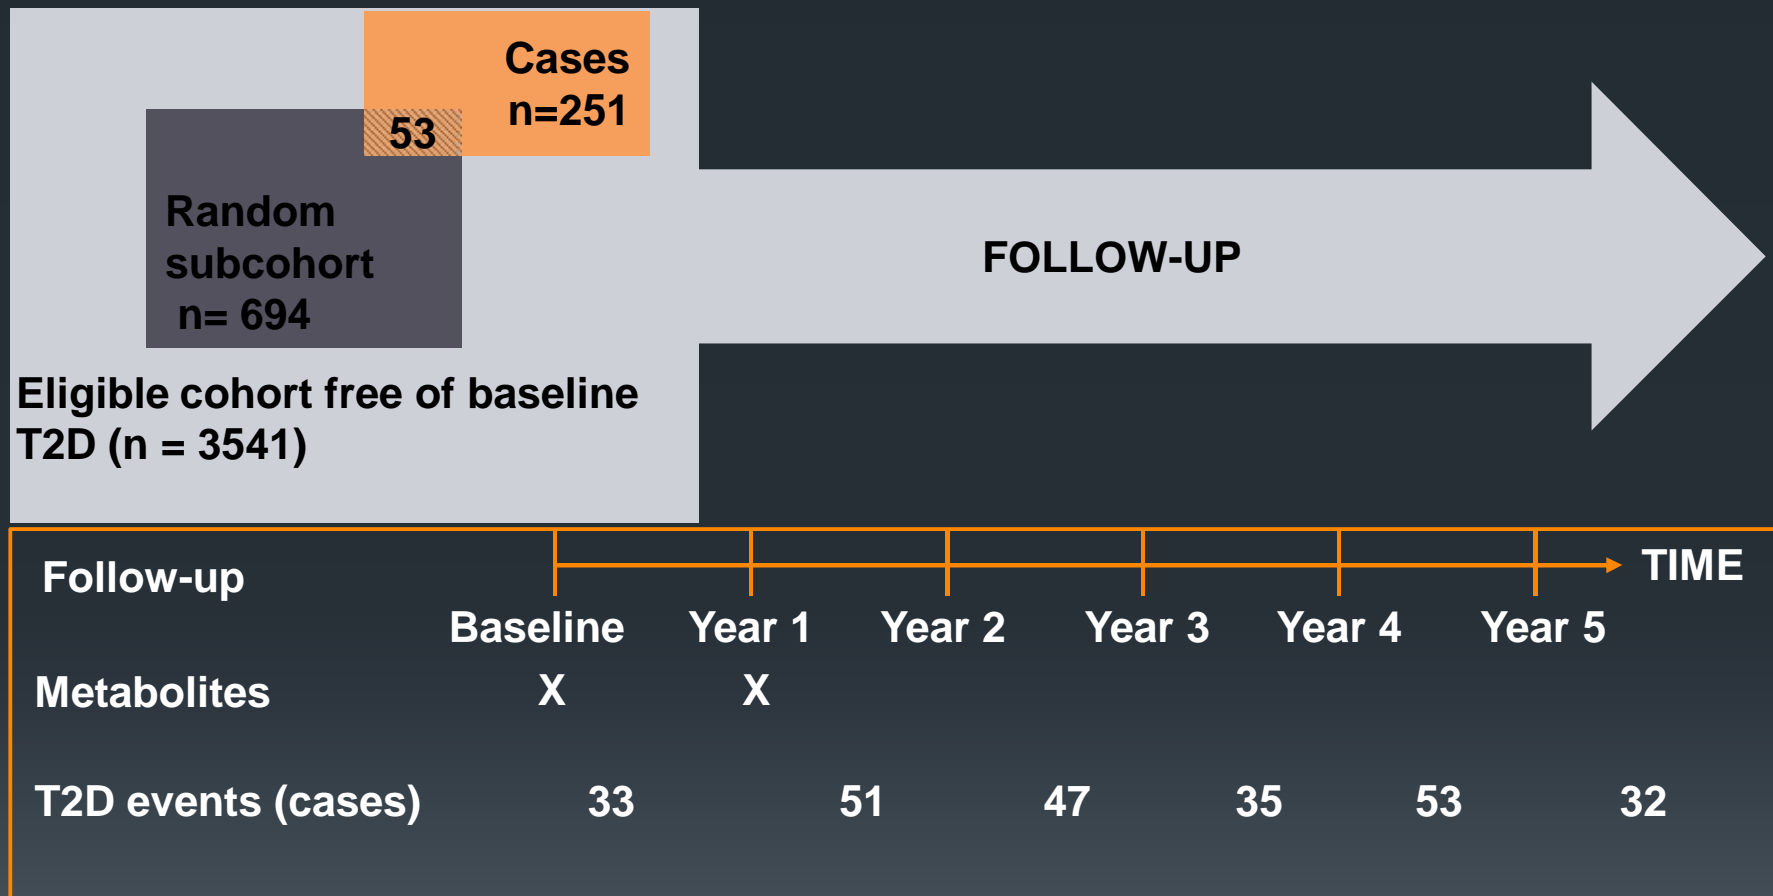 Cases
n=251
53
Random
subcohort
n= 694
FOLLOW-UP
Eligible cohort free of baseline
T2D (n = 3541)
Follow-up
TIME
Baseline Year 1 Year 2 Year 3 Year 4 Year 5
Metabolites X X
T2D events (cases) 33 51 47 35 53 32